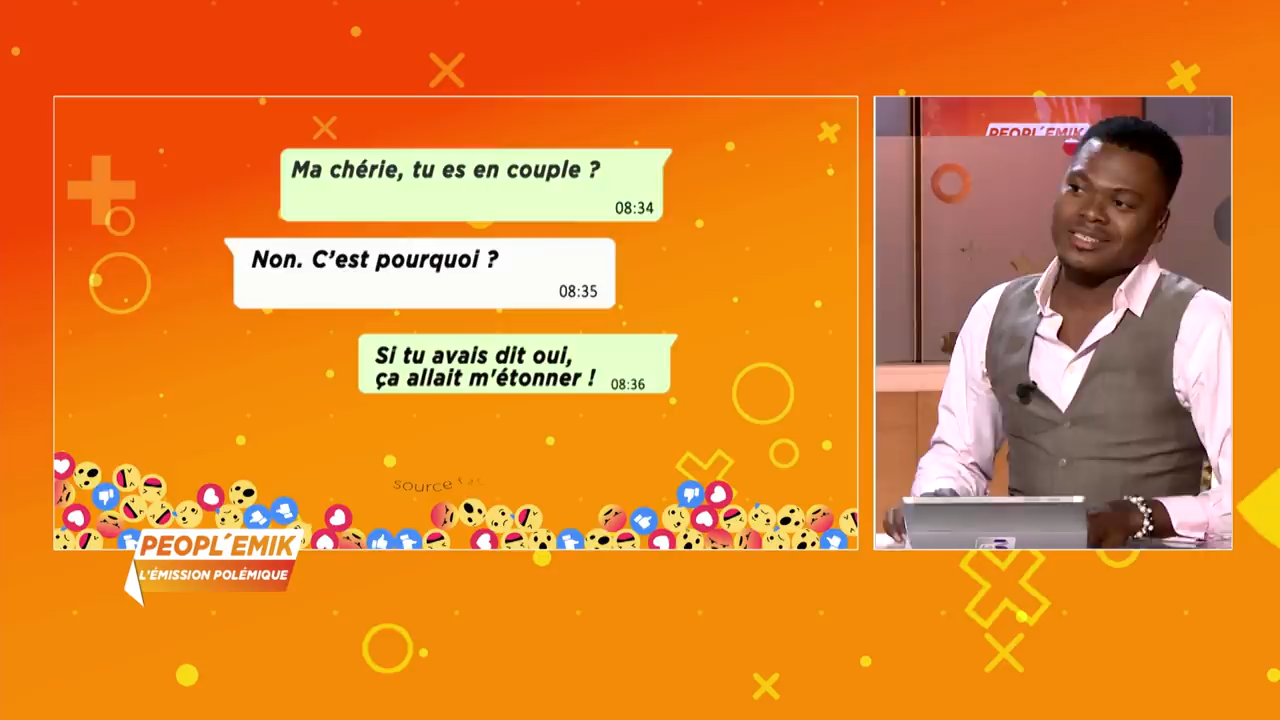 Ma chérie, tu es en couple ?
08:34
Non. C'est pourquoi ?
08:35
Si tu avais dit oui,
ça allait m'étonner !
08:36
source
PEOPL'EMIK
PEOPL'EMIK
L'ÉMISSION POLÉMIQUE